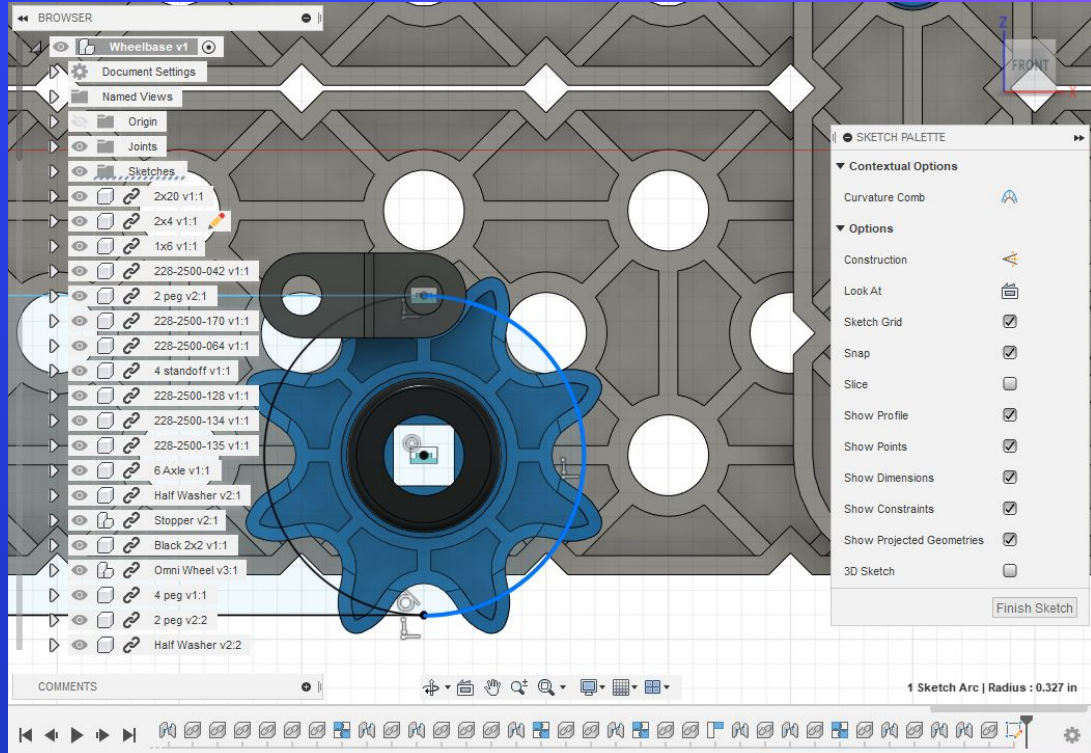 BROWSER
Wheelbase v1
Document Settings
Named Views
Origin
Joints
Sketches
2x20 v1:1
2x4 v1:1
1x6 v1:1
228-2500-042 v1:1
2 peg v2:1
228-2500-170 v1:1
228-2500-064 v1:1
4 standoff v1:1
228-2500-128 v1:1
228-2500-134 v1:1
228-2500-135 v1:1
6 Axle v1:1
Half Washer v2:1
Stopper v2:1
Black 2x2 v1:1
Omni Wheel v3:1
4 peg v1:1
2 peg v2:2
Half Washer v2:2
COMMENTS
Z
FRONT
X
SKETCH PALETTE
Contextual Options
Curvature Comb
Options
Construction
Look At
Sketch Grid
Snap
Slice
Show Profile
Show Points
Show Dimensions
Show Constraints
Show Projected Geometries
3D Sketch
Finish Sketch
1 Sketch Arc | Radius : 0.327 in